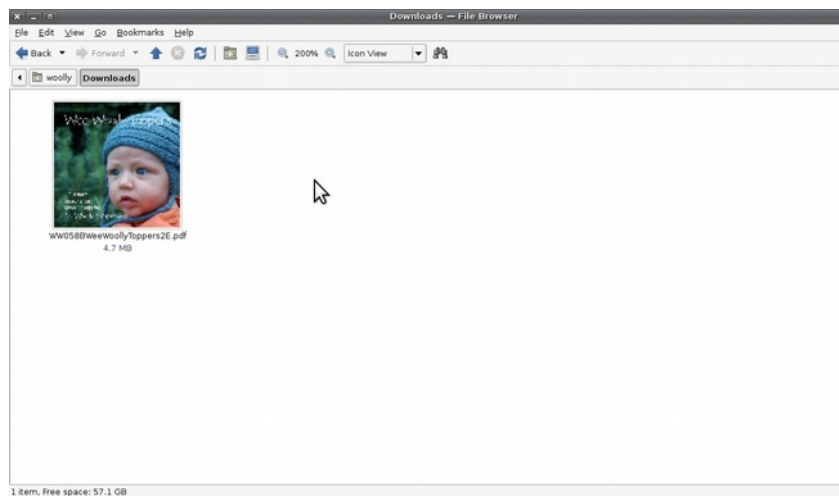 Downloads — File Browser
File Edit View Go Bookmarks Help
Back Forward 200% Icon View
woolly Downloads
Wee Woolly Toppers
WW058BWeeWoollyToppers2E.pdf
4.7 MB
1 item, Free space: 57.1 GB